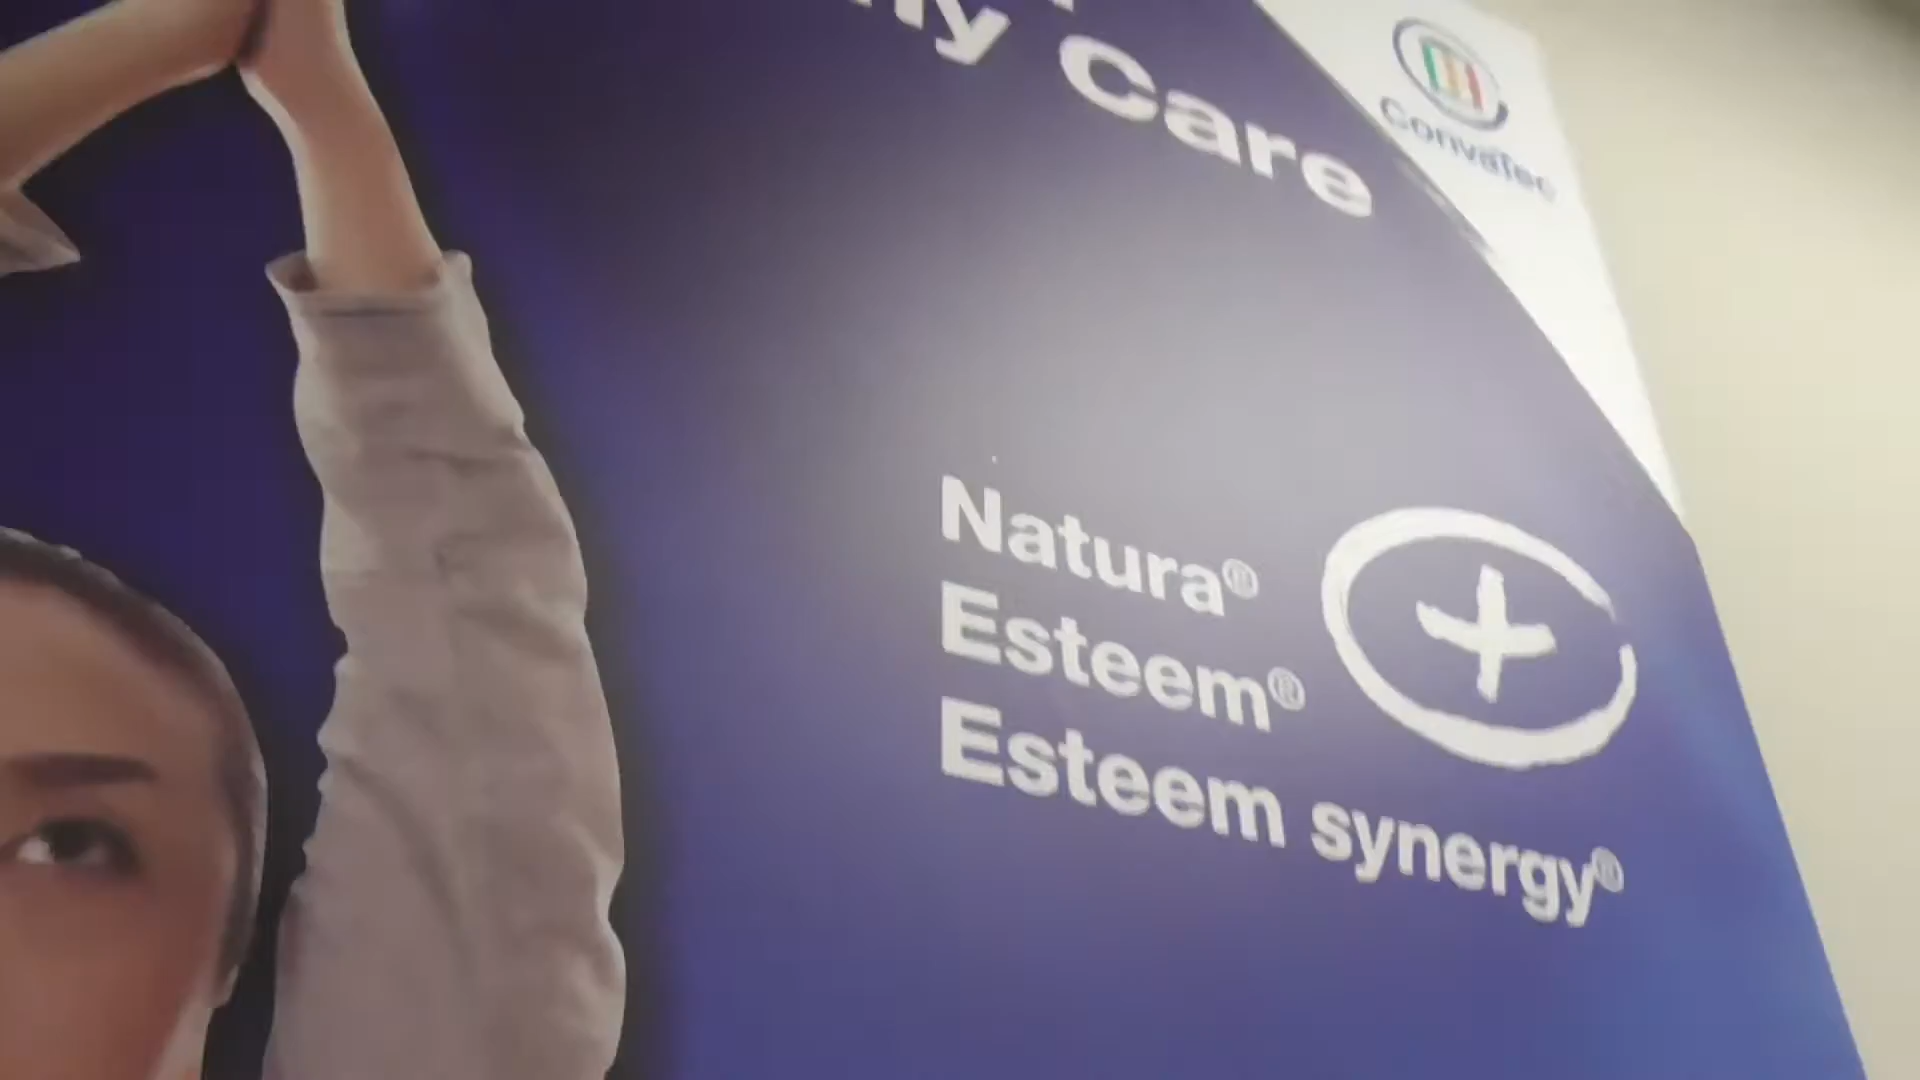 Care
ConvaTec
Natura®
Esteem®
Esteem synergy®